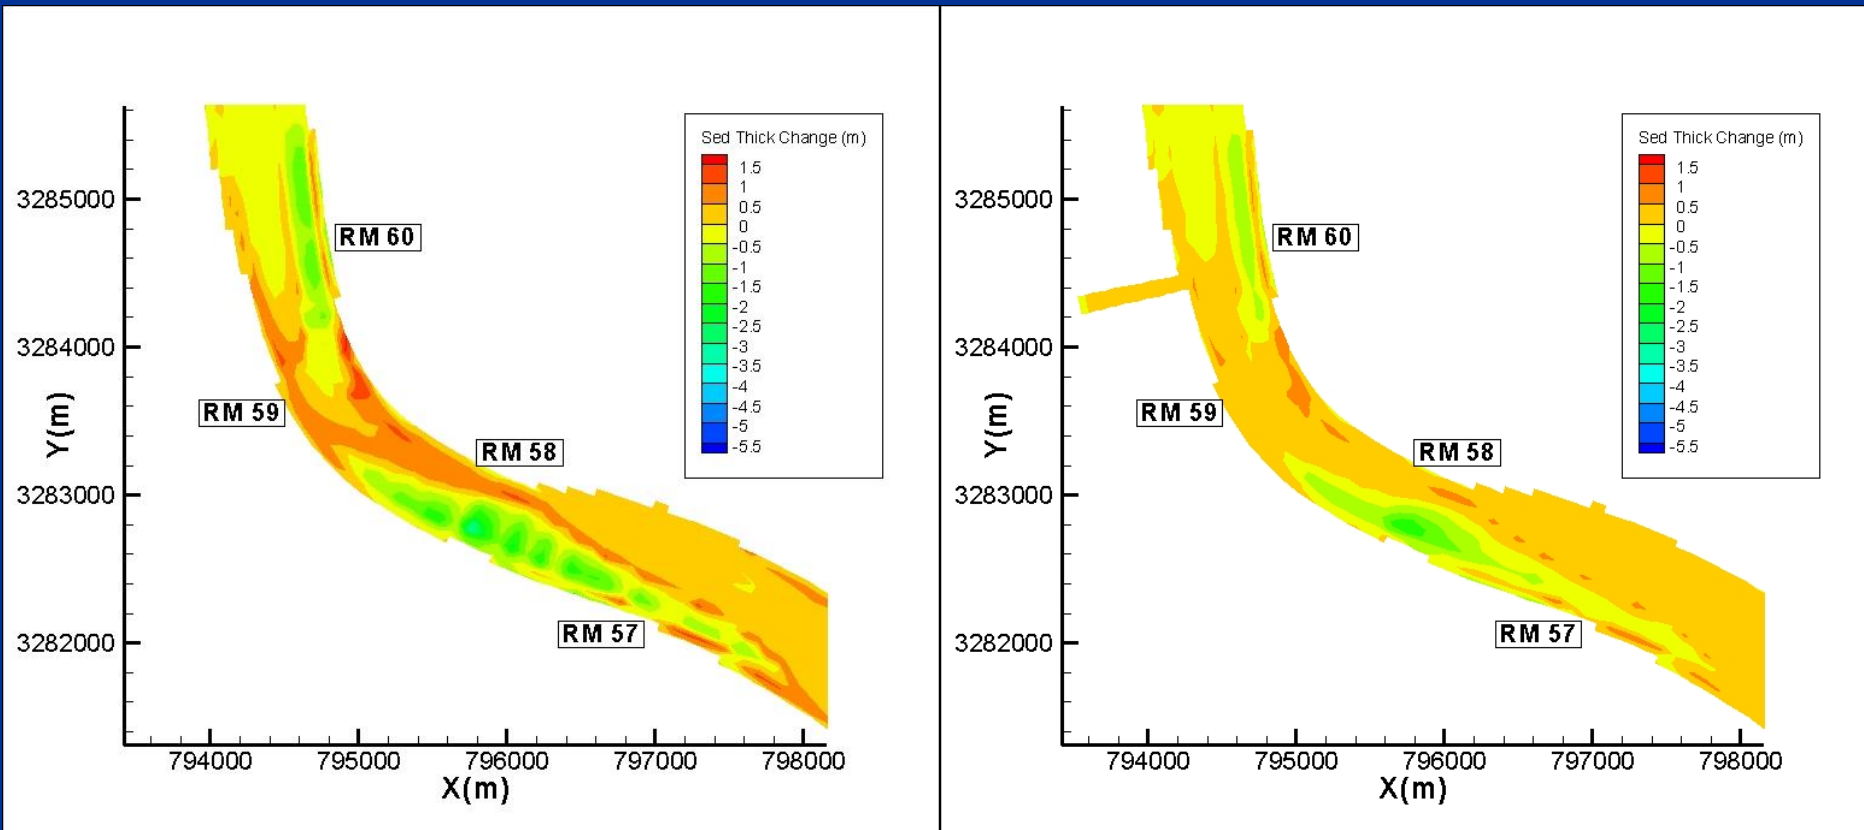 Sed Thick Change (m)
1.5
1
0.5
0
-0.5
-1
-1.5
-2
-2.5
-3
-3.5
-4
-4.5
-5
-5.5
3285000
3284000
3283000
3282000
Y(m)
RM 60
RM 59
RM 58
RM 57
794000 795000 796000 797000 798000
X(m)
Sed Thick Change (m)
1.5
1
0.5
0
-0.5
-1
-1.5
-2
-2.5
-3
-3.5
-4
-4.5
-5
-5.5
3285000
3284000
3283000
3282000
Y(m)
RM 60
RM 59
RM 58
RM 57
794000 795000 796000 797000 798000
X(m)